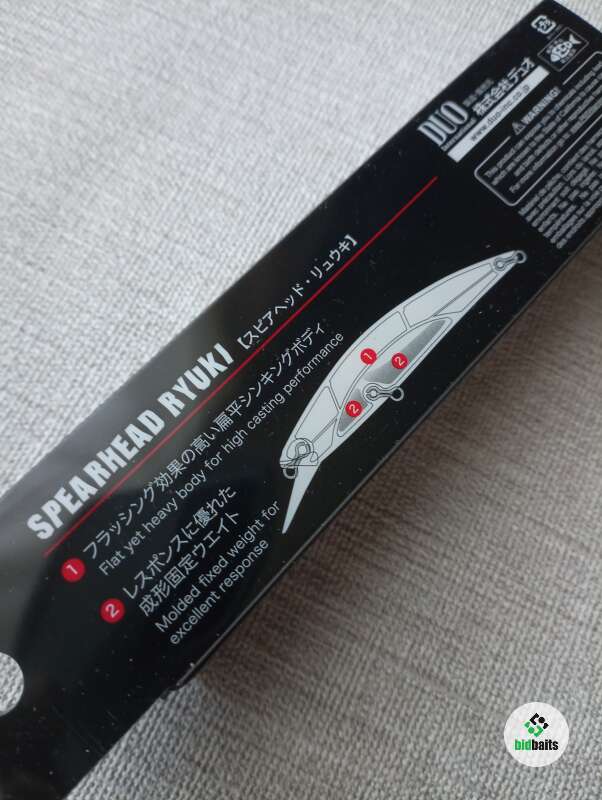 SPEARHEAD RYUKI 【スピアヘッド・リュウキ】
1 フラッシング効果の高い扁平シンキングボディ
Flat yet heavy body for high casting performance
2 レスポンスに優れた
成形固定ウエイト
Molded fixed weight for
excellent response
1
2
2
DUO
株式会社デュオ
www.duo-inc.co.jp
WARNING!
bidbaits